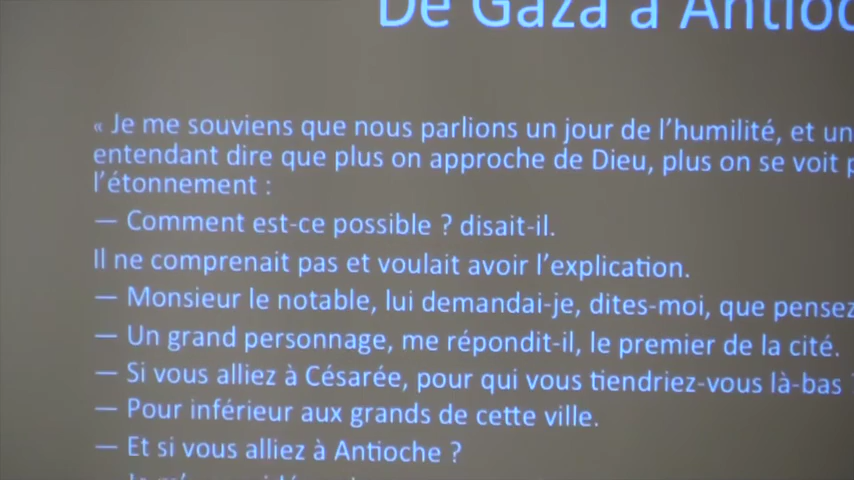 De Gaza à
« Je me souviens que nous parlions un jour de l'humilité, et un
entendant dire que plus on approche de Dieu, plus on se voit
l'étonnement :
— Comment est-ce possible ? disait-il.
Il ne comprenait pas et voulait avoir l'explication.
— Monsieur le notable, lui demandai-je, dites-moi, que pensez
— Un grand personnage, me répondit-il, le premier de la cité.
— Si vous alliez à Césarée, pour qui vous tiendriez-vous là-bas
— Pour inférieur aux grands de cette ville.
— Et si vous alliez à Antioche ?